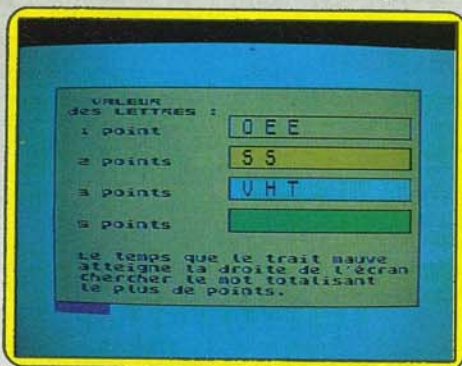 VALEUR
des LETTRES :
1 point O E E
2 points S S
3 points V H T
5 points
Le temps que le trait mauve
atteigne la droite de l'écran
chercher le mot totalisant
le plus de points.